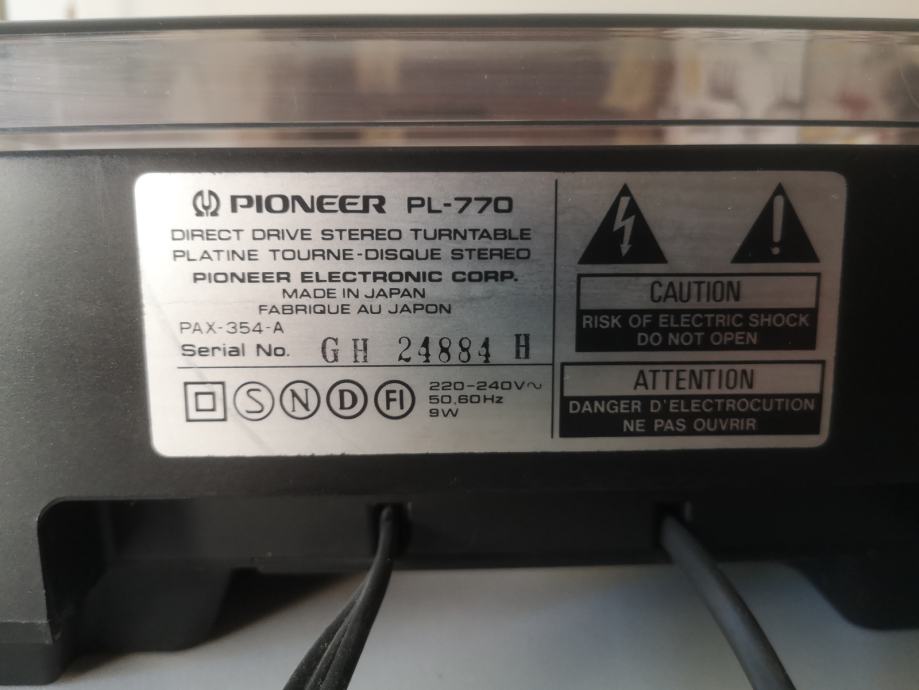 PIONEER PL-770
DIRECT DRIVE STEREO TURNTABLE
PLATINE TOURNE-DISQUE STEREO
PIONEER ELECTRONIC CORP.
MADE IN JAPAN
FABRIQUE AU JAPON
PAX-354-A
Serial No. GH 24884 H
S N D FI
220-240V~
50,60Hz
9W
CAUTION
RISK OF ELECTRIC SHOCK
DO NOT OPEN
ATTENTION
DANGER D'ELECTROCUTION
NE PAS OUVRIR